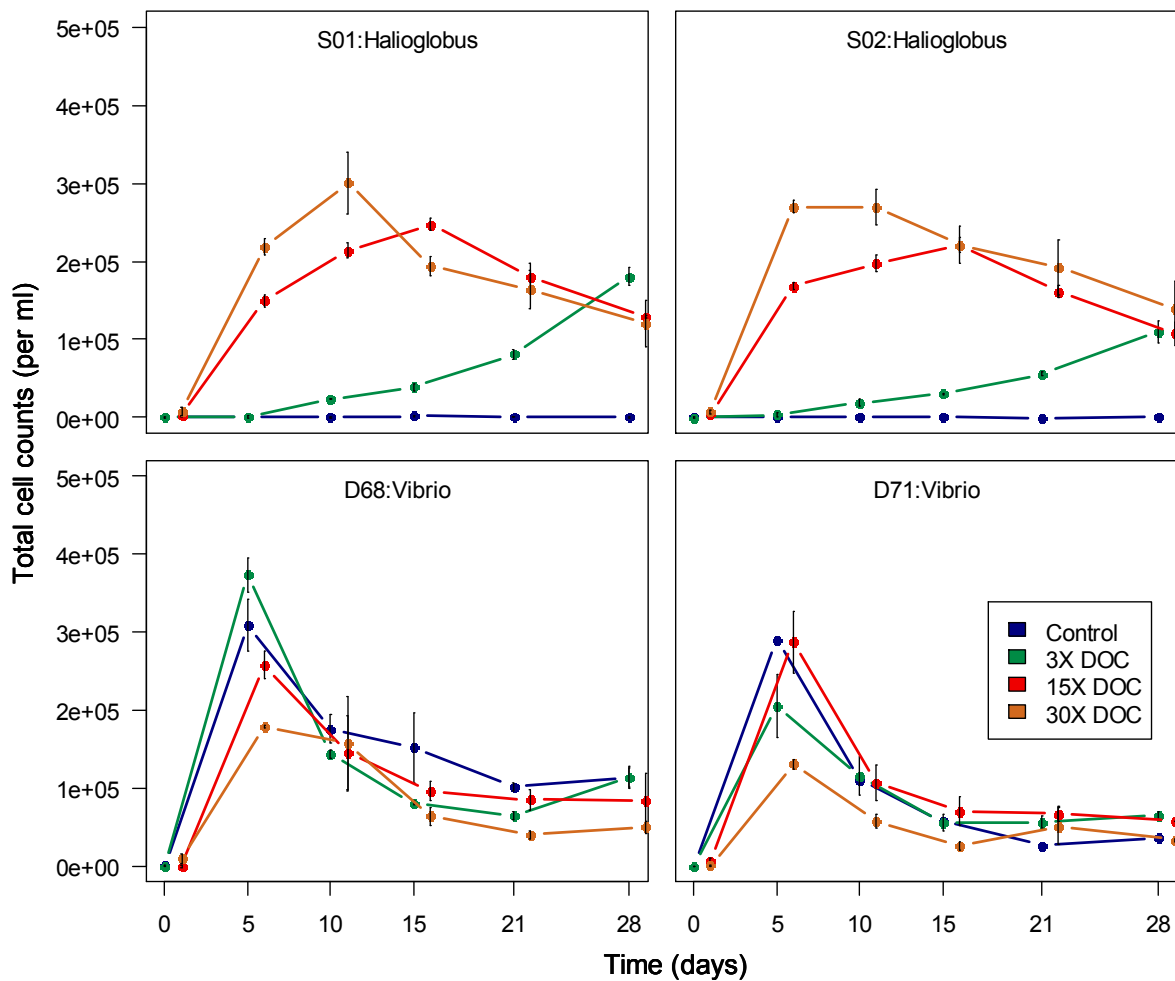 S01:Halioglobus
S02:Halioglobus
5e+05
4e+05
3e+05
2e+05
1e+05
0e+00
D68:Vibrio
D71:Vibrio
5e+05
4e+05
3e+05
2e+05
1e+05
0e+00
Total cell counts (per ml)
Control
3X DOC
15X DOC
30X DOC
0 5 10 15 21 28
0 5 10 15 21 28
Time (days)